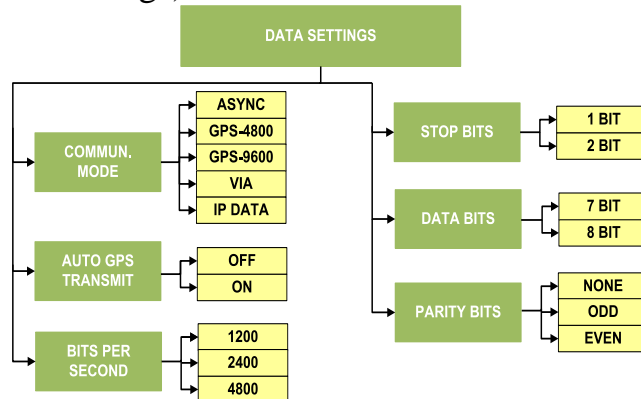 DATA SETTINGS
COMMUN.
MODE
ASYNC
GPS-4800
GPS-9600
VIA
IP DATA
AUTO GPS
TRANSMIT
OFF
ON
BITS PER
SECOND
1200
2400
4800
STOP BITS
1 BIT
2 BIT
DATA BITS
7 BIT
8 BIT
PARITY BITS
NONE
ODD
EVEN